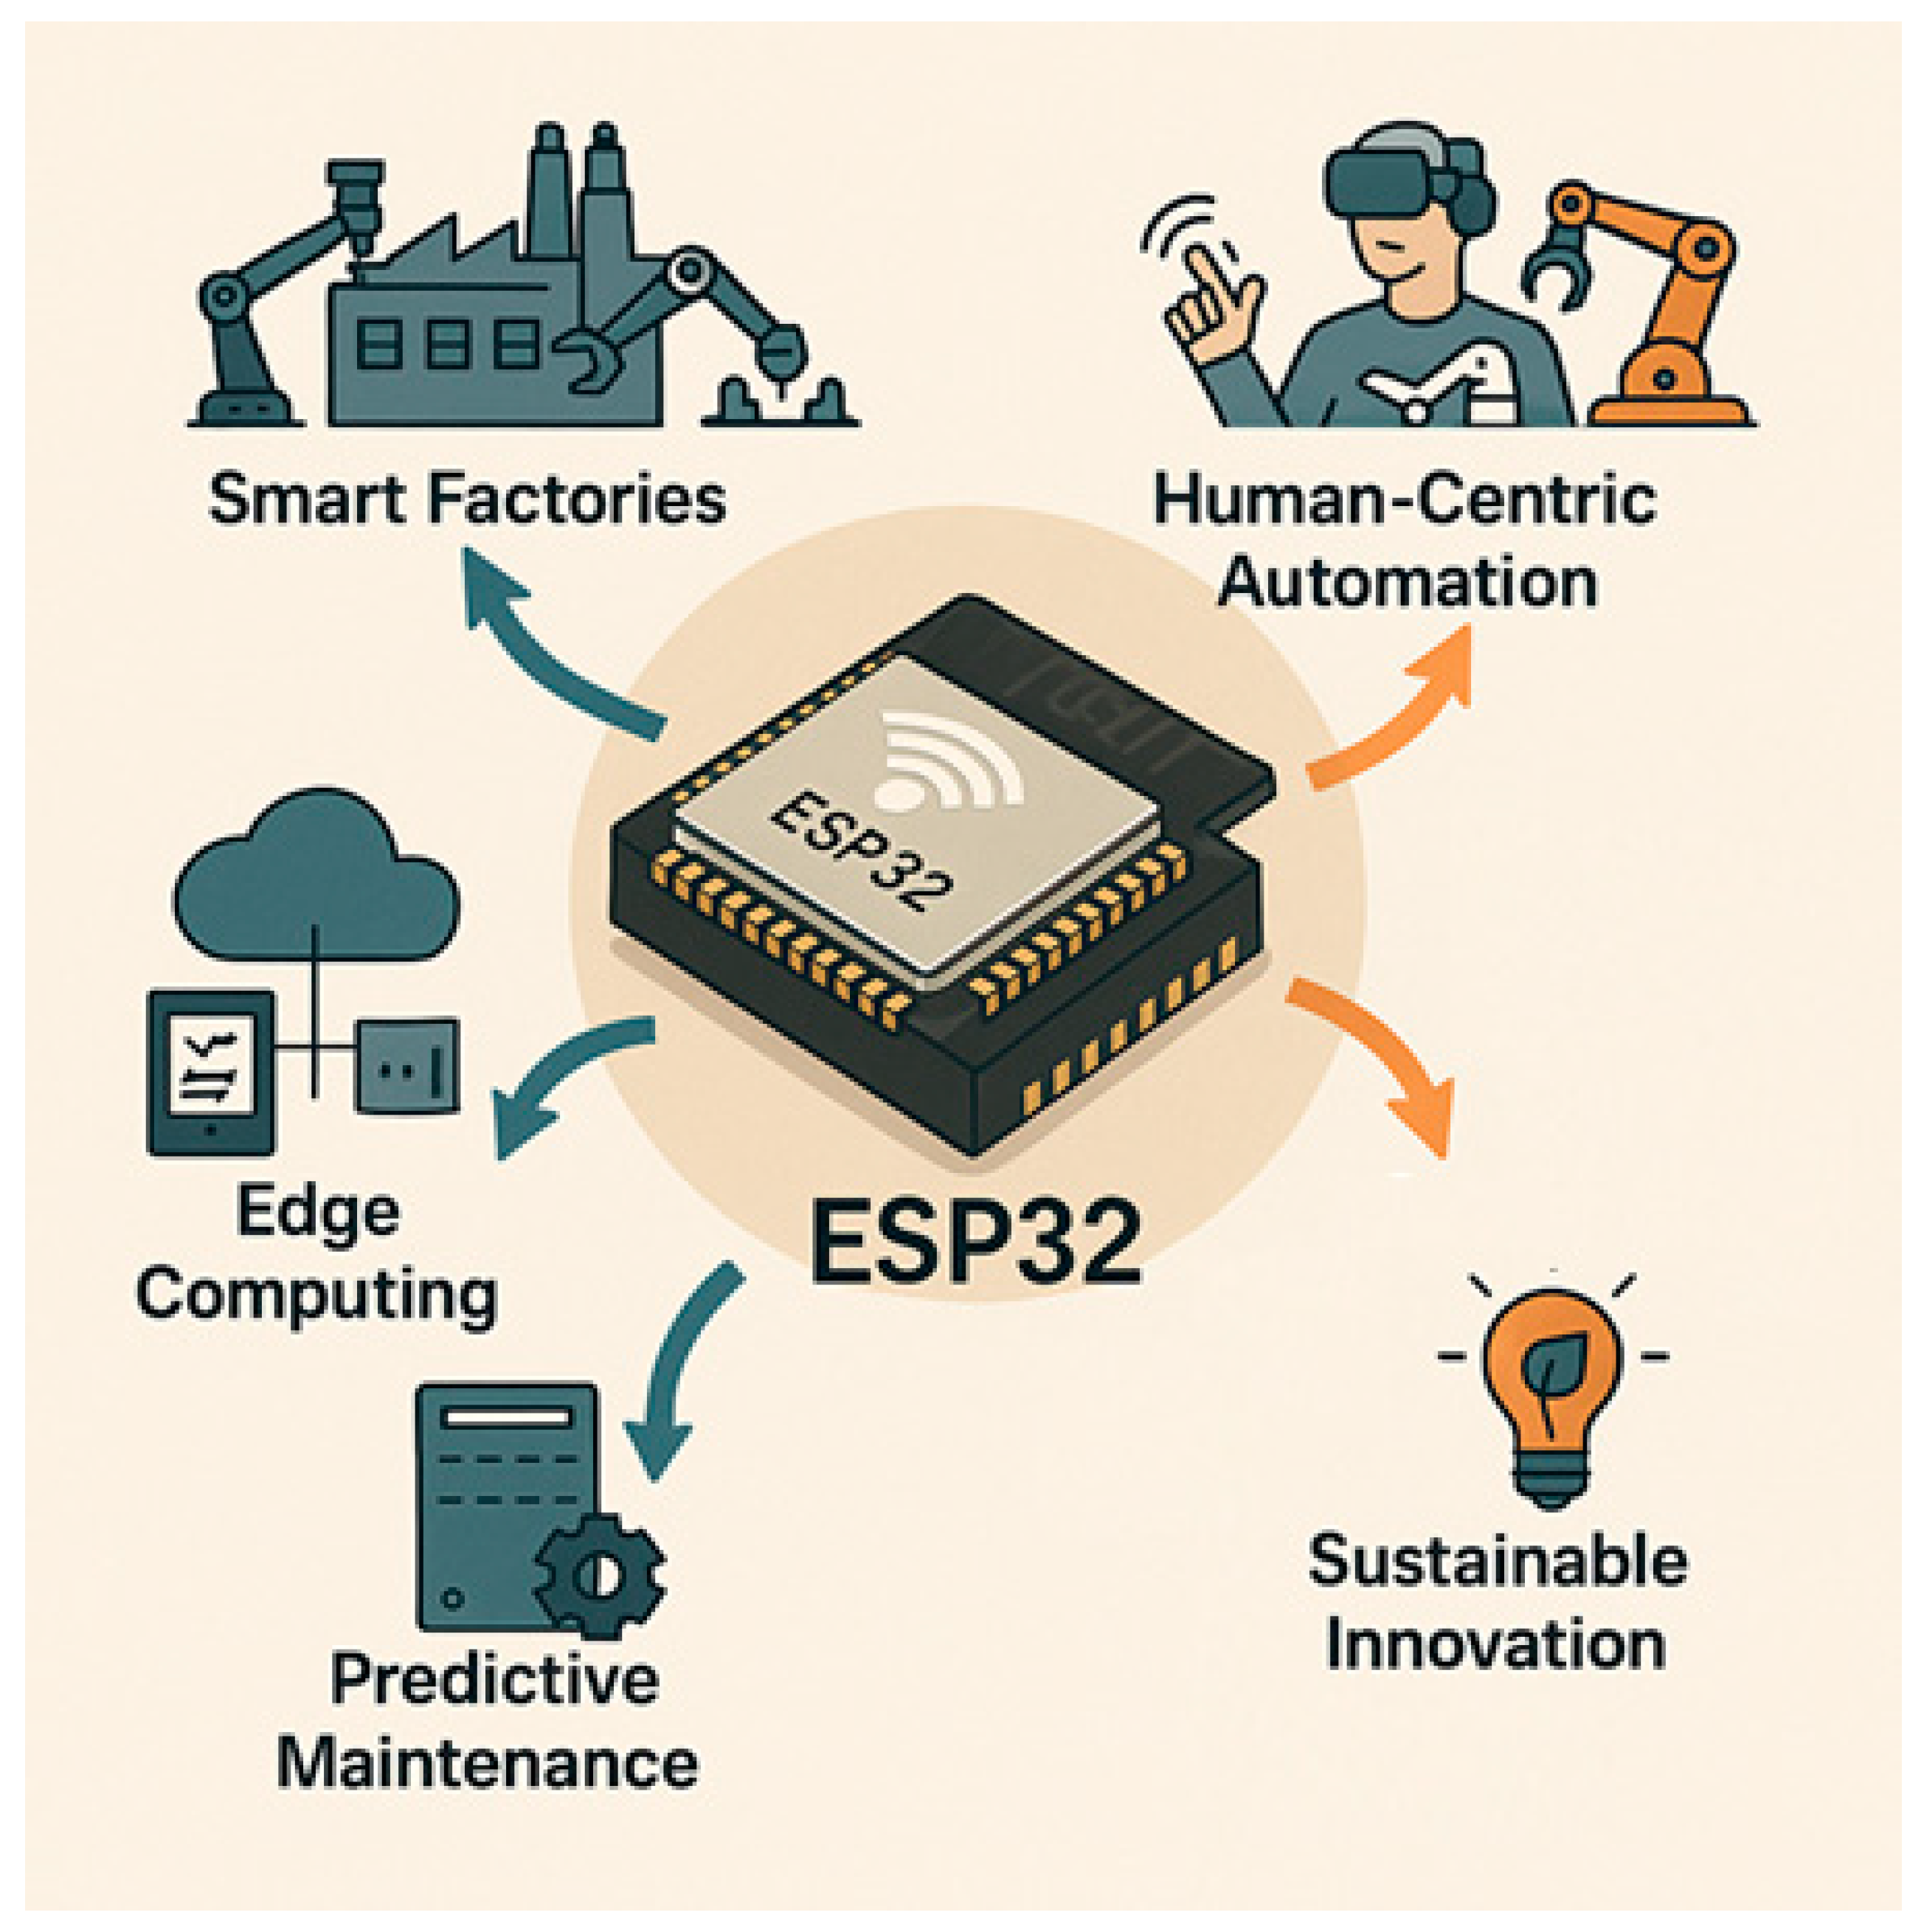 Smart Factories
Human-Centric
Automation
ESP32
ESP32
Edge
Computing
Predictive
Maintenance
Sustainable
Innovation